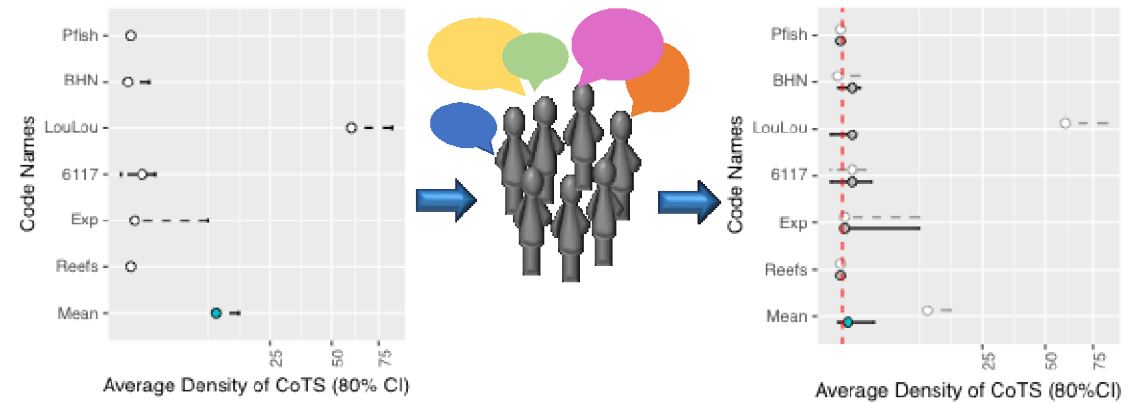 Pfish
BHN
LouLou
6117
Exp
Reefs
Mean
Code Names
25
50
75
Average Density of CoTS (80% CI)
Pfish
BHN
LouLou
6117
Exp
Reefs
Mean
Code Names
25
50
75
Average Density of CoTS (80%CI)